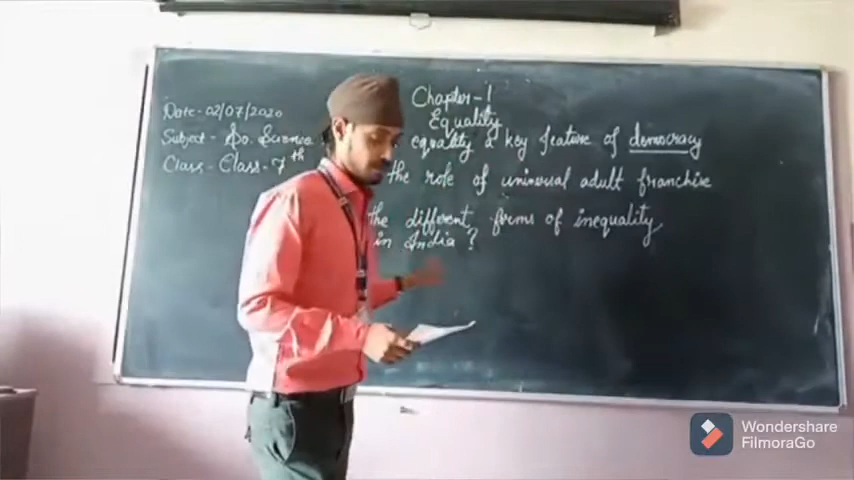 Date - 02/07/2020
Subject - So. Science
Class - Class - 7th
Chapter - 1
Equality
equality a key feature of democracy
the role of universal adult franchise
the different forms of inequality
in India ?
Wondershare
FilmoraGo